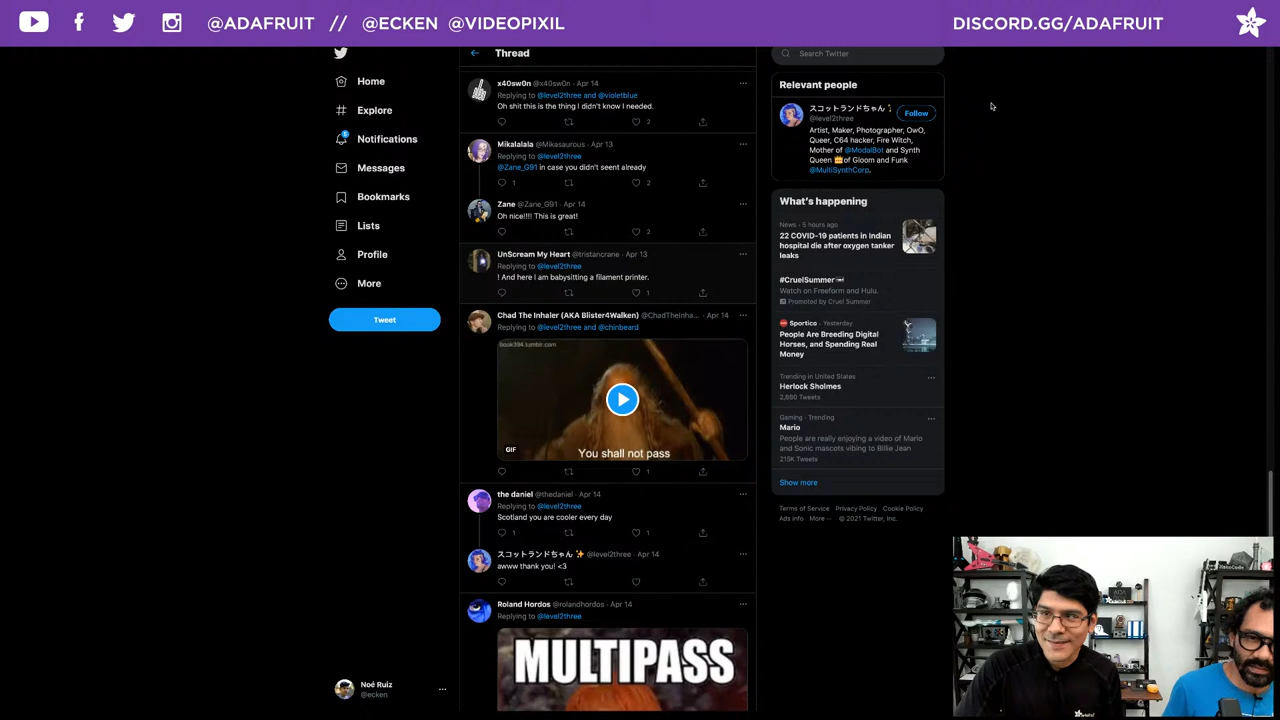 @ADAFRUIT // @ECKEN @VIDEOPIXIL
DISCORD.GG/ADAFRUIT
Home
Explore
5
Notifications
Messages
Bookmarks
Lists
Profile
More
Tweet
Noé Ruiz
@ecken
Thread
x40sw0n @x40sw0n · Apr 14
Replying to @level2three and @violetblue
Oh shit this is the thing I didn't know I needed.
2
Mikalalala @Mikasaurous · Apr 13
Replying to @level2three
@Zane_G91 in case you didn't seent already
1 2
Zane @Zane_G91 · Apr 14
Oh nice!!!! This is great!
2
UnScream My Heart @tristancrane · Apr 13
Replying to @level2three
! And here I am babysitting a filament printer.
1
Chad The Inhaler (AKA Blister4Walken) @ChadTheInha... · Apr 14
Replying to @level2three and @chinbeard
book394.tumblr.com
GIF
You shall not pass
1
the daniel @thedaniel · Apr 14
Replying to @level2three
Scotland you are cooler every day
1 1
スコットランドちゃん ✨ @level2three · Apr 14
awww thank you! <3
Roland Hordos @rolandhordos · Apr 14
Replying to @level2three
MULTIPASS
Search Twitter
Relevant people
スコットランドちゃん
@level2three
Follow
Artist, Maker, Photographer, OwO,
Queer, C64 hacker, Fire Witch,
Mother of @ModalBot and Synth
Queen 👑of Gloom and Funk
@MultiSynthCorp.
What's happening
News · 5 hours ago
22 COVID-19 patients in Indian
hospital die after oxygen tanker
leaks
#CruelSummer
Watch on Freeform and Hulu.
Promoted by Cruel Summer
Sportico · Yesterday
People Are Breeding Digital
Horses, and Spending Real
Money
Trending in United States
Herlock Sholmes
2,880 Tweets
Gaming · Trending
Mario
People are really enjoying a video of Mario
and Sonic mascots vibing to Billie Jean
215K Tweets
Show more
Terms of Service Privacy Policy Cookie Policy
Ads info More ··· © 2021 Twitter, Inc.